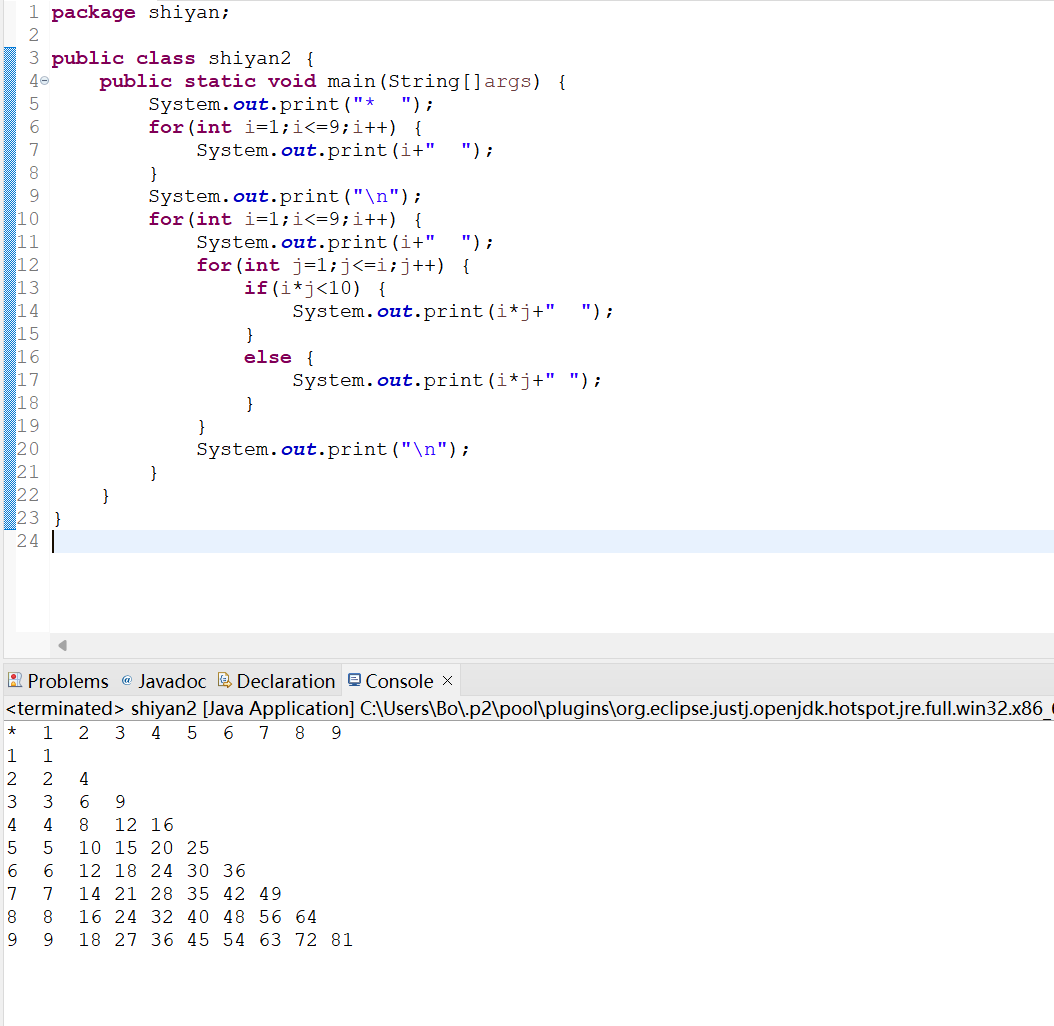 1 package shiyan;
2
3 public class shiyan2 {
4     public static void main(String[]args) {
5         System.out.print("*  ");
6         for(int i=1;i<=9;i++) {
7             System.out.print(i+"  ");
8         }
9         System.out.print("\n");
10         for(int i=1;i<=9;i++) {
11             System.out.print(i+"  ");
12             for(int j=1;j<=i;j++) {
13                 if(i*j<10) {
14                     System.out.print(i*j+"  ");
15                 }
16                 else {
17                     System.out.print(i*j+" ");
18                 }
19             }
20             System.out.print("\n");
21         }
22     }
23 }
24
Problems @ Javadoc Declaration Console ×
<terminated> shiyan2 [Java Application] C:\Users\Bo\.p2\pool\plugins\org.eclipse.justj.openjdk.hotspot.jre.full.win32.x86_
*  1  2  3  4  5  6  7  8  9
1  1
2  2  4
3  3  6  9
4  4  8  12 16
5  5  10 15 20 25
6  6  12 18 24 30 36
7  7  14 21 28 35 42 49
8  8  16 24 32 40 48 56 64
9  9  18 27 36 45 54 63 72 81